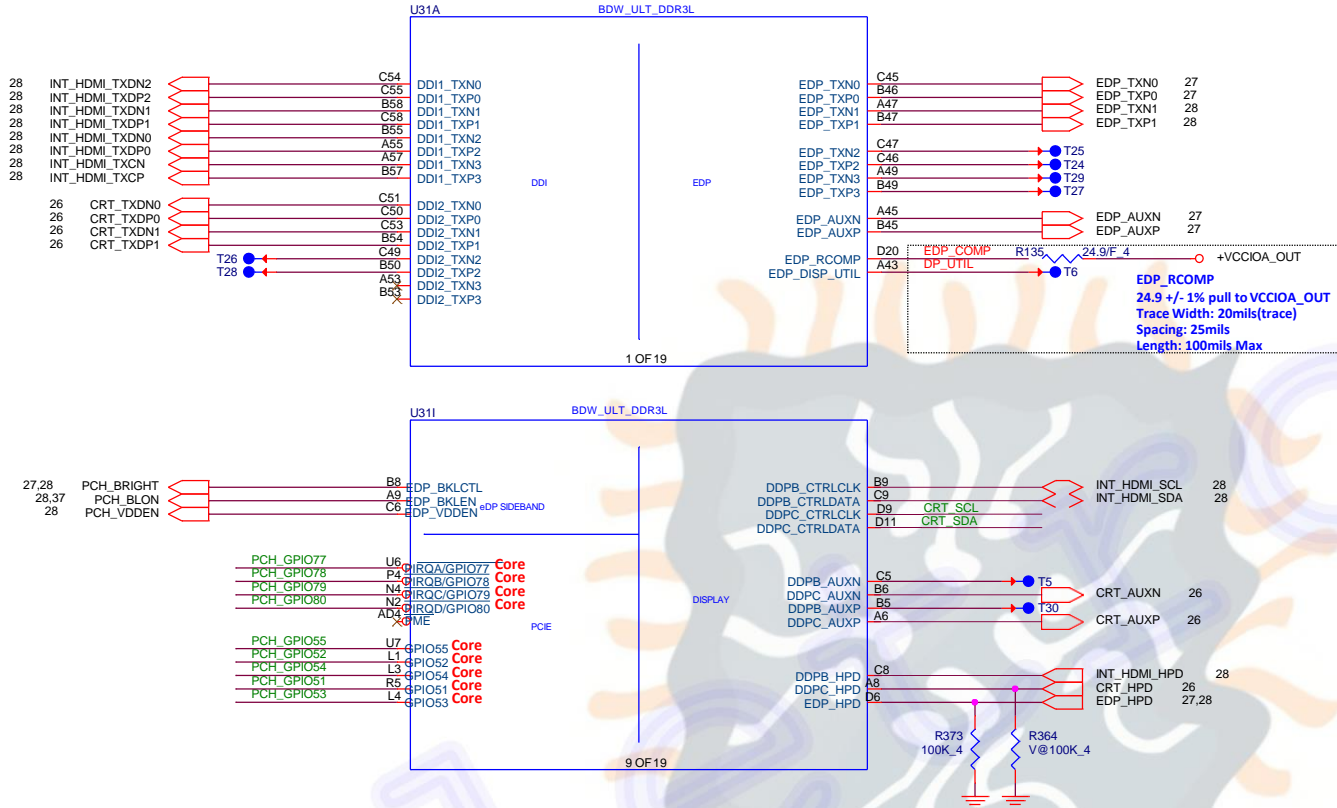 U31A BDW_ULT_DDR3L
28 INT_HDMI_TXDN2 C54 DDI1_TXN0 EDP_TXN0 C45 EDP_TXN0 27
28 INT_HDMI_TXDP2 C55 DDI1_TXP0 EDP_TXP0 B46 EDP_TXP0 27
28 INT_HDMI_TXDN1 B58 DDI1_TXN1 EDP_TXN1 A47 EDP_TXN1 28
28 INT_HDMI_TXDP1 C58 DDI1_TXP1 EDP_TXP1 B47 EDP_TXP1 28
28 INT_HDMI_TXDN0 B55 DDI1_TXN2
28 INT_HDMI_TXDP0 A55 DDI1_TXP2 EDP_TXN2 C47 T25
28 INT_HDMI_TXCN A57 DDI1_TXN3 EDP_TXP2 C46 T24
28 INT_HDMI_TXCP B57 DDI1_TXP3 EDP_TXN3 A49 T29
DDI EDP EDP_TXP3 B49 T27
26 CRT_TXDN0 C51 DDI2_TXN0
26 CRT_TXDP0 C50 DDI2_TXP0 EDP_AUXN A45 EDP_AUXN 27
26 CRT_TXDN1 C53 DDI2_TXN1 EDP_AUXP B45 EDP_AUXP 27
26 CRT_TXDP1 B54 DDI2_TXP1
T26 C49 DDI2_TXN2 EDP_RCOMP D20 EDP_COMP R135 24.9/F_4 +VCCIOA_OUT
T28 B50 DDI2_TXP2 EDP_DISP_UTIL A43 DP_UTIL T6
A53 DDI2_TXN3
B53 DDI2_TXP3
EDP_RCOMP
24.9 +/- 1% pull to VCCIOA_OUT
Trace Width: 20mils(trace)
Spacing: 25mils
Length: 100mils Max
1 OF 19
U31I BDW_ULT_DDR3L
27,28 PCH_BRIGHT B8 EDP_BKLCTL DDPB_CTRLCLK B9 INT_HDMI_SCL 28
28,37 PCH_BLON A9 EDP_BKLEN DDPB_CTRLDATA C9 INT_HDMI_SDA 28
28 PCH_VDDEN C6 EDP_VDDEN eDP SIDEBAND DDPC_CTRLCLK D9 CRT_SCL
DDPC_CTRLDATA D11 CRT_SDA
PCH_GPIO77 U6 PIRQA/GPIO77 Core
PCH_GPIO78 P4 PIRQB/GPIO78 Core DDPB_AUXN C5 T5
PCH_GPIO79 N4 PIRQC/GPIO79 Core DDPC_AUXN B6 CRT_AUXN 26
PCH_GPIO80 N2 PIRQD/GPIO80 Core DISPLAY DDPB_AUXP B5 T30
AD4 PME PCIE DDPC_AUXP A6 CRT_AUXP 26
PCH_GPIO55 U7 GPIO55 Core
PCH_GPIO52 L1 GPIO52 Core
PCH_GPIO54 L3 GPIO54 Core DDPB_HPD C8 INT_HDMI_HPD 28
PCH_GPIO51 R5 GPIO51 Core DDPC_HPD A8 CRT_HPD 26
PCH_GPIO53 L4 GPIO53 Core EDP_HPD D6 EDP_HPD 27,28
R373 R364
100K_4 V@100K_4
9 OF 19